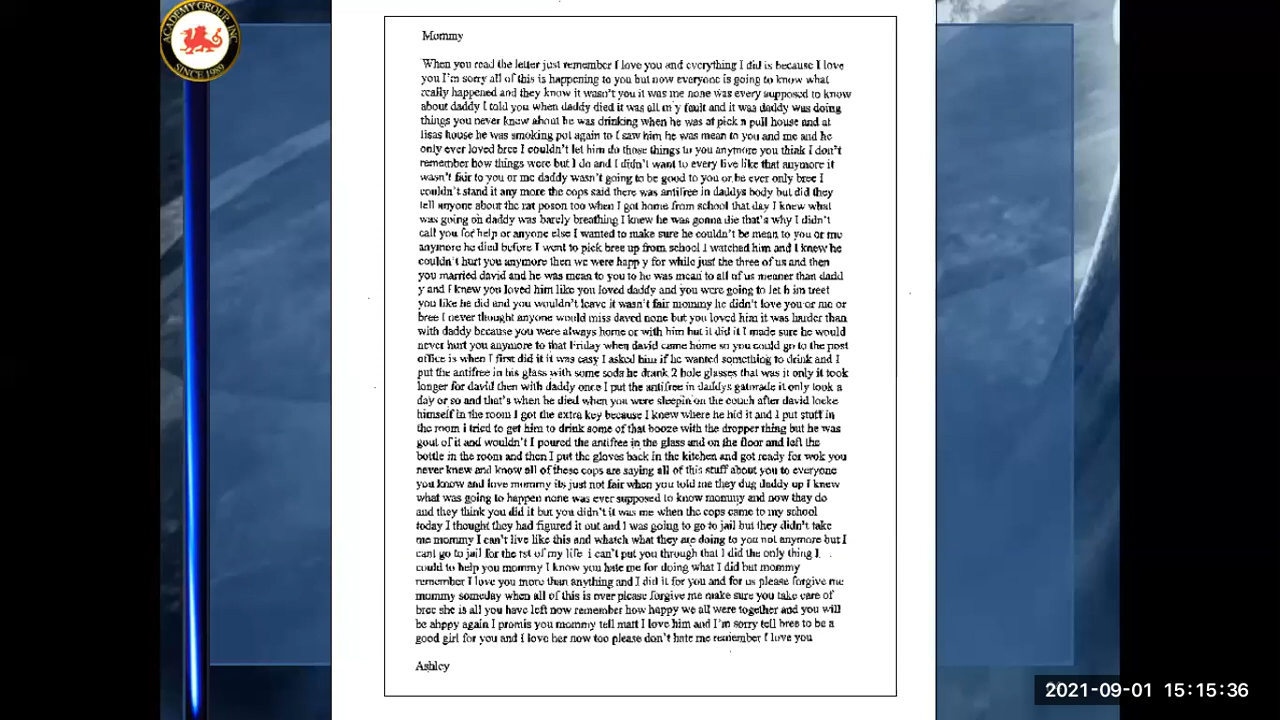 ACADEMY GROUP, INC
SINCE 1989
Mommy
When you read the letter just remember I love you and everything I did is because I love
you I'm sorry all of this is happening to you but now everyone is going to know what
really happened and they know it wasn't you it was me none was every supposed to know
about daddy I told you when daddy died it was all my fault and it was daddy was doing
things you never knew about he was drinking when he was at pick n pull house and at
lisas house he was smoking pot again to I saw him he was mean to you and me and he
only ever loved bree I couldn't let him do those things to you anymore you think I don't
remember how things were but I do and I didn't want to every live like that anymore it
wasn't fair to you or me daddy wasn't going to be good to you or be ever only bree I
couldn't stand it any more the cops said there was antifree in daddys body but did they
tell anyone about the rat poson too when I got home from school that day I knew what
was going on daddy was barely breathing I knew he was gonna die that's why I didn't
call you for help or anyone else I wanted to make sure he couldn't be mean to you or me
anymore he died before I went to pick bree up from school I watched him and I knew he
couldn't hurt you anymore then we were happy for while just the three of us and then
you married david and he was mean to you to he was mean to all of us meaner than dadd
y and I knew you loved him like you loved daddy and you were going to let h im treet
you like he did and you wouldn't leave it wasn't fair mommy he didn't love you or me or
bree I never thought anyone would miss daved none but you loved him it was harder than
with daddy because you were always home or with him but it did it I made sure he would
never hurt you anymore to that Friday when david came home so you could go to the post
office is when I first did it it was easy I asked him if he wanted something to drink and I
put the antifree in his glass with some soda he drank 2 hole glasses that was it only it took
longer for david then with daddy once I put the antifree in daddys gatorade it only took a
day or so and that's when he died when you were sleepin on the couch after david locke
himself in the room I got the extra key because I knew where he hid it and I put stuff in
the room i tried to get him to drink some of that booze with the dropper thing but he was
gout of it and wouldn't I poured the antifree in the glass and on the floor and left the
bottle in the room and then I put the gloves back in the kitchen and got ready for wok you
never knew and know all of these cops are saying all of this stuff about you to everyone
you know and love mommy its just not fair when you told me they dug daddy up I knew
what was going to happen none was ever supposed to know mommy and now thay do
and they think you did it but you didn't it was me when the cops came to my school
today I thought they had figured it out and I was going to go to jail but they didn't take
me mommy I can't live like this and whatch what they are doing to you not anymore but I
cant go to jail for the rst of my life i can't put you through that I did the only thing I
could to help you mommy I know you hate me for doing what I did but mommy
remember I love you more than anything and I did it for you and for us please forgive me
mommy someday when all of this is over please forgive me make sure you take care of
bree she is all you have left now remember how happy we all were together and you will
be ahppy again I promis you mommy tell matt I love him and I'm sorry tell bree to be a
good girl for you and i love her now too please don't hate me remember I love you
Ashley
2021-09-01 15:15:36